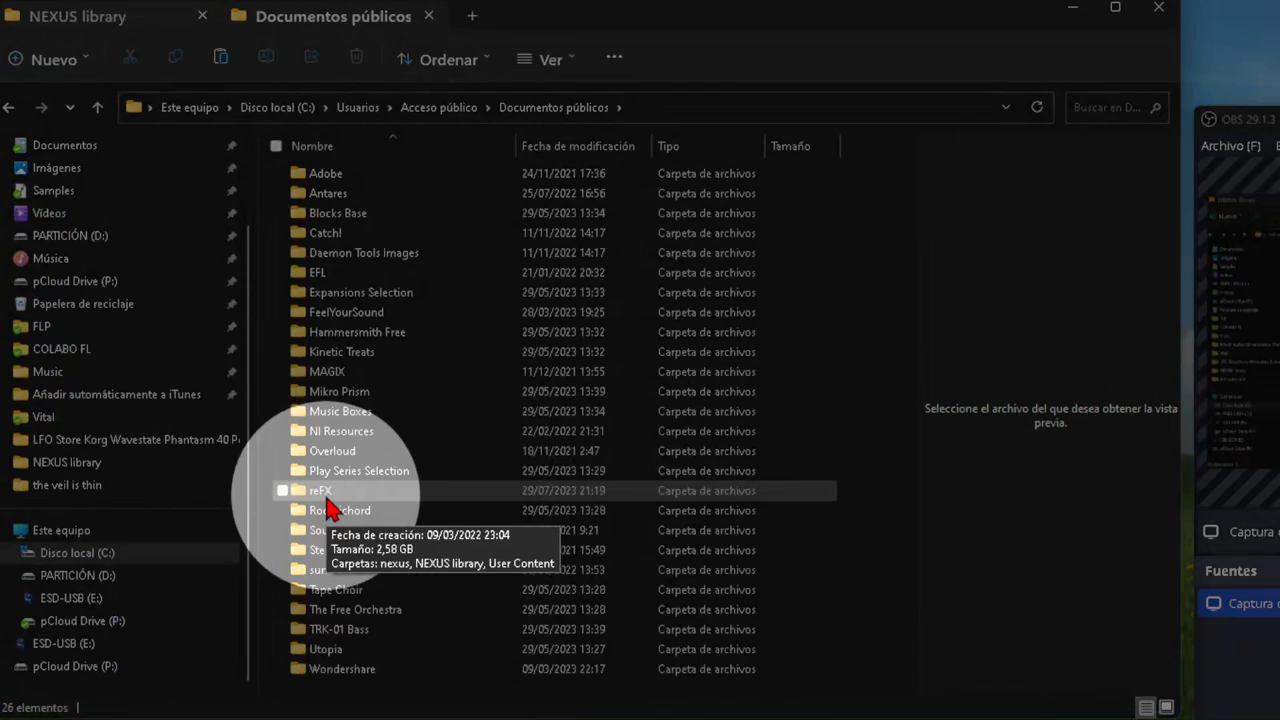 NEXUS library
Documentos públicos
Nuevo
Ordenar
Ver
Este equipo
Disco local (C:)
Usuarios
Acceso público
Documentos públicos
Buscar en D...
Documentos
Imágenes
Samples
Vídeos
PARTICIÓN (D:)
Música
pCloud Drive (P:)
Papelera de reciclaje
FLP
COLABO FL
Music
Añadir automáticamente a iTunes
Vital
LFO Store Korg Wavestate Phantasm 40 P
NEXUS library
the veil is thin
Este equipo
Disco local (C:)
PARTICIÓN (D:)
ESD-USB (E:)
pCloud Drive (P:)
ESD-USB (E:)
pCloud Drive (P:)
Nombre Fecha de modificación Tipo Tamaño
Adobe 24/11/2021 17:36 Carpeta de archivos
Antares 25/07/2022 16:56 Carpeta de archivos
Blocks Base 29/05/2023 13:34 Carpeta de archivos
Catch! 11/11/2022 14:17 Carpeta de archivos
Daemon Tools Images 11/11/2022 14:17 Carpeta de archivos
EFL 21/01/2022 20:32 Carpeta de archivos
Expansions Selection 29/05/2023 13:33 Carpeta de archivos
FeelYourSound 28/03/2023 19:25 Carpeta de archivos
Hammersmith Free 29/05/2023 13:32 Carpeta de archivos
Kinetic Treats 29/05/2023 13:32 Carpeta de archivos
MAGIX 11/12/2021 13:55 Carpeta de archivos
Mikro Prism 29/05/2023 13:39 Carpeta de archivos
Music Boxes 29/05/2023 13:34 Carpeta de archivos
NI Resources 22/02/2022 21:31 Carpeta de archivos
Overloud 18/11/2021 2:47 Carpeta de archivos
Play Series Selection 29/05/2023 13:29 Carpeta de archivos
reFX 29/07/2023 21:19 Carpeta de archivos
29/05/2023 13:28 Carpeta de archivos
9:21 Carpeta de archivos
15:49 Carpeta de archivos
13:53 Carpeta de archivos
Tape Choir 29/05/2023 13:28 Carpeta de archivos
The Free Orchestra 29/05/2023 13:28 Carpeta de archivos
TRK-01 Bass 29/05/2023 13:39 Carpeta de archivos
Utopia 29/05/2023 13:27 Carpeta de archivos
Wondershare 09/03/2022 22:17 Carpeta de archivos
Fecha de creación: 09/03/2022 23:04
Tamaño: 2,58 GB
Carpetas: nexus, NEXUS library, User Content
Seleccione el archivo del que desea obtener la vista
previa.
26 elementos
OBS 29.1.3
Archivo [F]
Captura
Fuentes
Captura